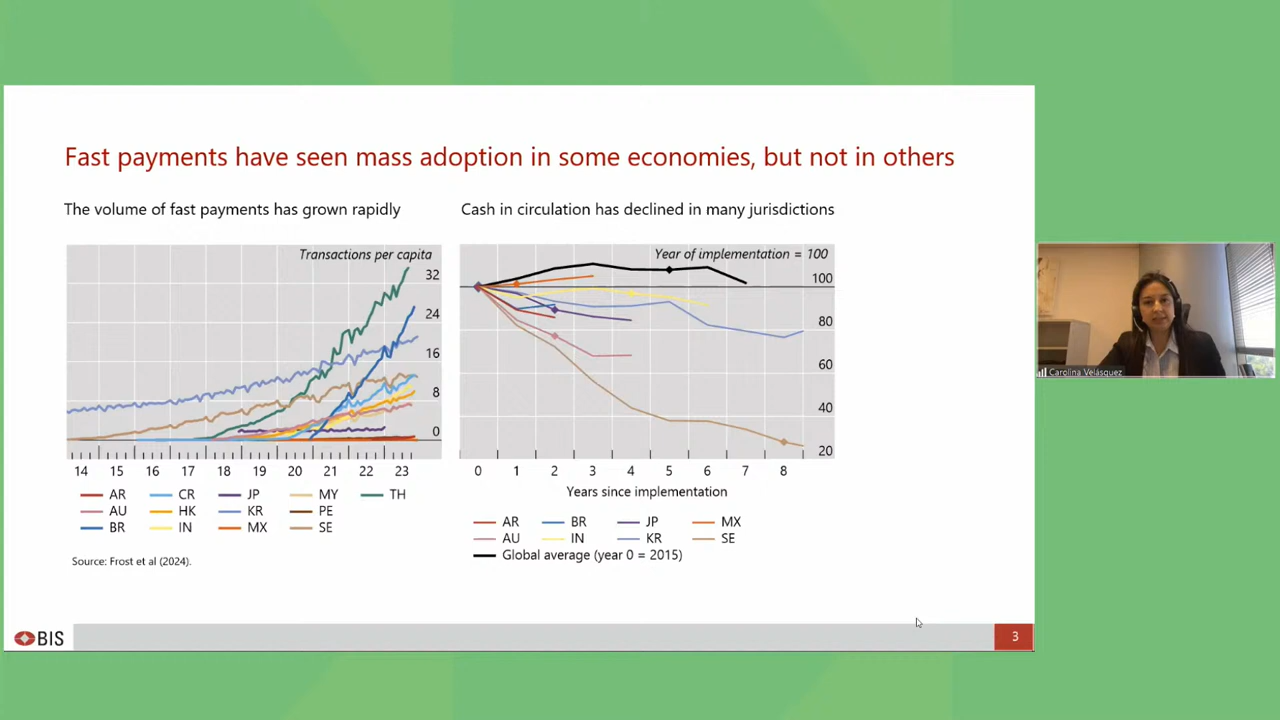 Fast payments have seen mass adoption in some economies, but not in others
The volume of fast payments has grown rapidly
Transactions per capita
32
24
16
8
0
14 15 16 17 18 19 20 21 22 23
AR CR JP MY TH
AU HK KR PE
BR IN MX SE
Source: Frost et al (2024).
Cash in circulation has declined in many jurisdictions
Year of implementation = 100
100
80
60
40
20
0 1 2 3 4 5 6 7 8
Years since implementation
AR BR JP MX
AU IN KR SE
Global average (year 0 = 2015)
BIS
3
Carolina Velásquez